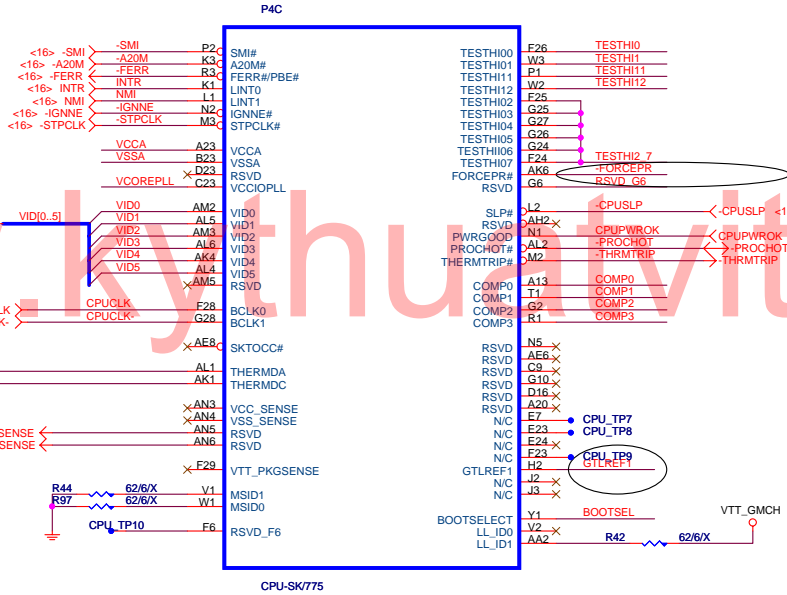 P4C
<16> -SMI -SMI P2 SMI# TESTHI00 F26 TESTHI0
<16> -A20M -A20M K3 A20M# TESTHI01 W3 TESTHI1
<16> -FERR -FERR R3 FERR#/PBE# TESTHI11 P1 TESTHI11
<16> INTR INTR K1 LINT0 TESTHI12 W2 TESTHI12
<16> NMI NMI L1 LINT1 TESTHI02 F25
<16> -IGNNE -IGNNE N2 IGNNE# TESTHI03 G25
<16> -STPCLK -STPCLK M3 STPCLK# TESTHI04 G27
TESTHI05 G26
VCCA A23 VCCA TESTHI06 G24
VSSA B23 VSSA TESTHI07 F24 TESTHI2_7
D23 RSVD FORCEPR# AK6 -FORCEPR
VCOREPLL C23 VCCIOPLL RSVD G6 RSVD_G6
VID0 AM2 VID0 SLP# L2 -CPUSLP -CPUSLP <1
VID[0..5] VID1 AL5 VID1 RSVD AH2
VID2 AM3 VID2 PWRGOOD N1 CPUPWROK CPUPWROK
VID3 AL6 VID3 PROCHOT# AL2 -PROCHOT -PROCHOT
VID4 AK4 VID4 THERMTRIP# M2 -THRMTRIP -THRMTRIP
VID5 AL4 VID5
AM5 RSVD COMP0 A13 COMP0
COMP1 T1 COMP1
LK CPUCLK F28 BCLK0 COMP2 G2 COMP2
K- CPUCLK- G28 BCLK1 COMP3 R1 COMP3
AE8 SKTOCC# RSVD N5
RSVD AE6
AL1 THERMDA RSVD C9
AK1 THERMDC RSVD G10
RSVD D16
AN3 VCC_SENSE RSVD A20
AN4 VSS_SENSE N/C E7 CPU_TP7
SENSE AN5 RSVD N/C E23 CPU_TP8
SENSE AN6 RSVD N/C E24
N/C F23 CPU_TP9
F29 VTT_PKGSENSE GTLREF1 H2 GTLREF1
N/C J2
R44 62/6/X V1 MSID1 N/C J3
R97 62/6/X W1 MSID0
BOOTSELECT Y1 BOOTSEL VTT_GMCH
CPU_TP10 F6 RSVD_F6 LL_ID0 V2
LL_ID1 AA2 R42 62/6/X
CPU-SK/775
.kythuatvit